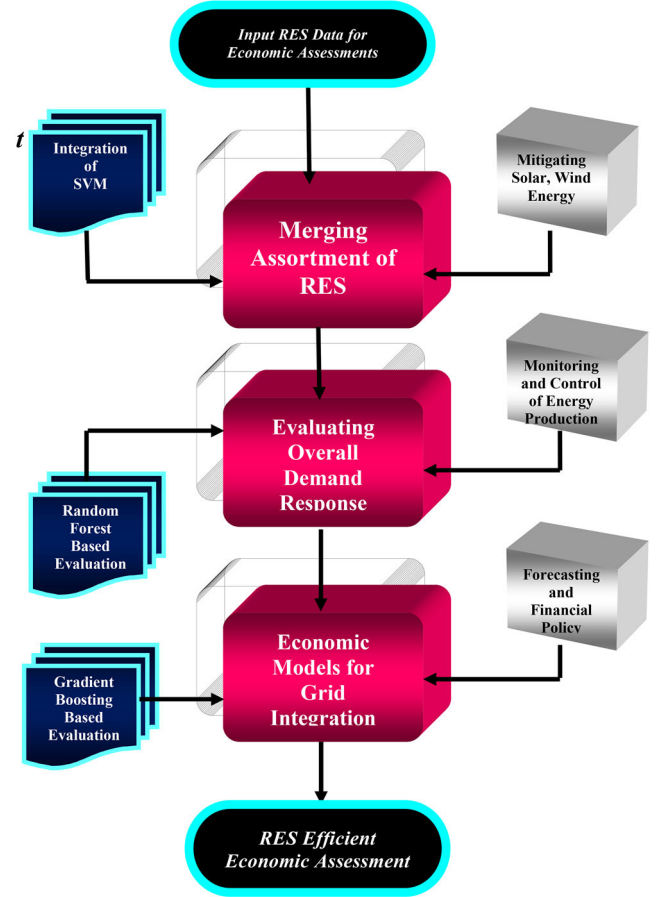 Input RES Data for
Economic Assessments
t
Integration
of
SVM
Mitigating
Solar, Wind
Energy
Merging
Assortment of
RES
Monitoring
and Control
of Energy
Production
Evaluating
Overall
Demand
Response
Random
Forest
Based
Evaluation
Forecasting
and
Financial
Policy
Economic
Models for
Grid
Integration
Gradient
Boosting
Based
Evaluation
RES Efficient
Economic Assessment